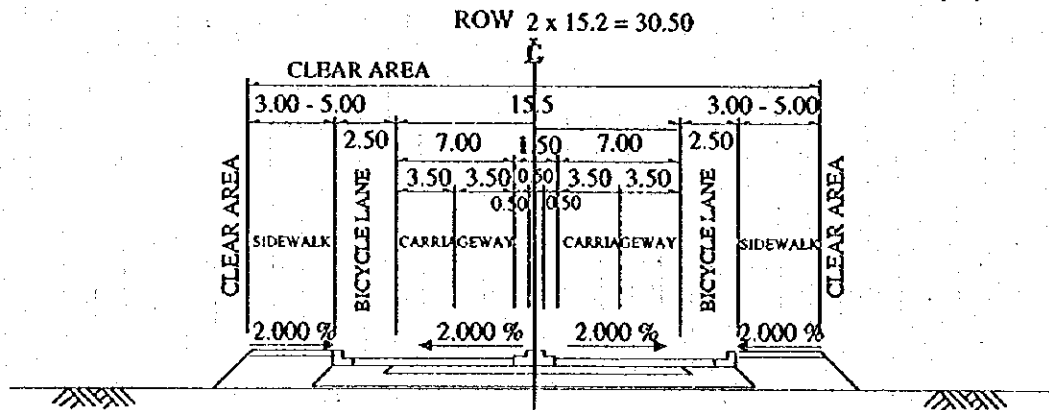 ROW 2 x 15.2 = 30.50
℄
CLEAR AREA
3.00 - 5.00 15.5 3.00 - 5.00
2.50 7.00 1.50 7.00 2.50
3.50 3.50 0.50 3.50 3.50
0.50 0.50
CLEAR AREA
SIDEWALK
BICYCLE LANE
CARRIAGEWAY
CARRIAGEWAY
BICYCLE LANE
SIDEWALK
CLEAR AREA
2.000 % 2.000 % 2.000 % 2.000 %